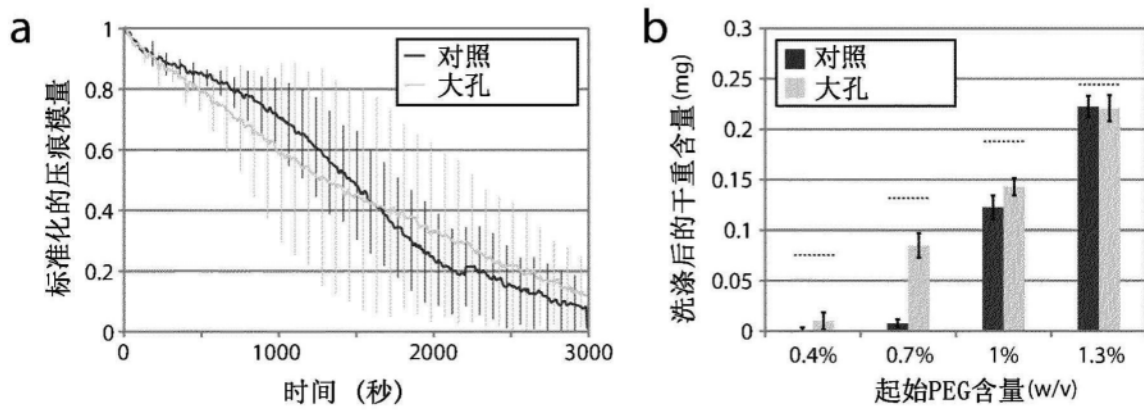 a
对照
大孔
标准化的压痕模量
1
0.8
0.6
0.4
0.2
0
0
1000
2000
3000
时间 (秒)
b
对照
大孔
洗涤后的干重含量(mg)
0.3
0.25
0.2
0.15
0.1
0.05
0
0.4%
0.7%
1%
1.3%
起始PEG含量(w/v)